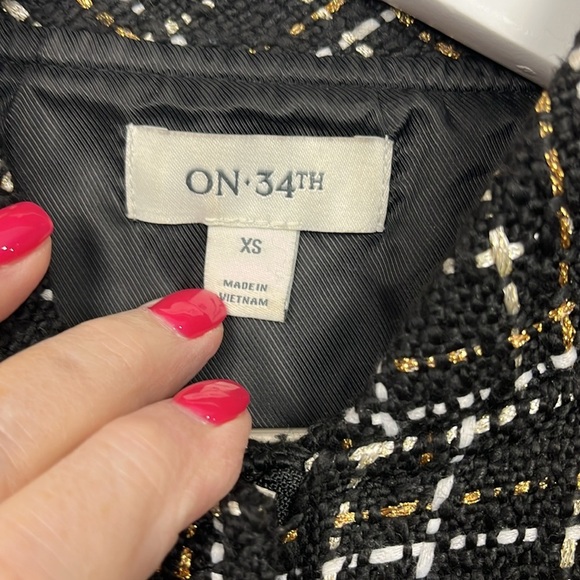 ON·34TH
XS
MADE IN
VIETNAM